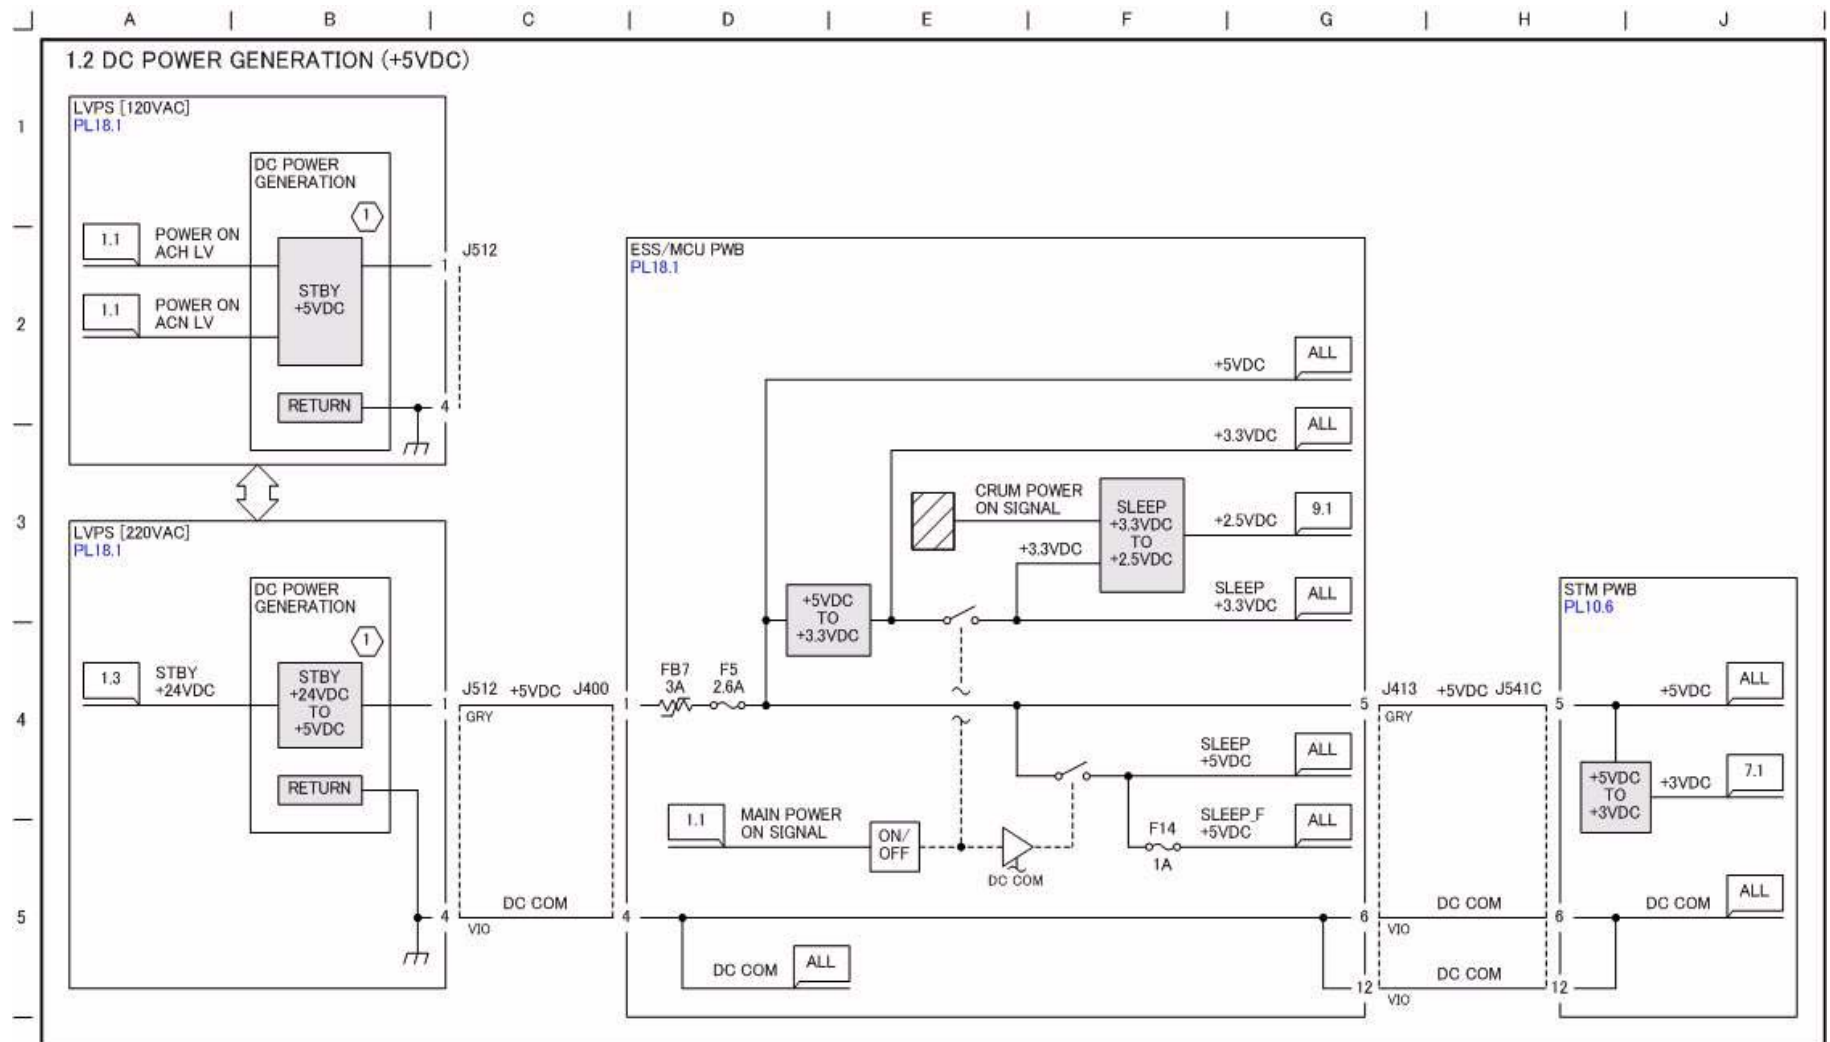 A B C D E F G H J
1.2 DC POWER GENERATION (+5VDC)
1
LVPS [120VAC]
PL18.1
DC POWER
GENERATION
1
1.1
POWER ON
ACH LV
1.1
POWER ON
ACN LV
STBY
+5VDC
RETURN
1
J512
4
2
3
LVPS [220VAC]
PL18.1
DC POWER
GENERATION
1
1.3
STBY
+24VDC
STBY
+24VDC
TO
+5VDC
RETURN
4
5
1
J512 +5VDC J400
GRY
DC COM
4
VIO
ESS/MCU PWB
PL18.1
+5VDC
ALL
+3.3VDC
ALL
CRUM POWER
ON SIGNAL
SLEEP
+3.3VDC
TO
+2.5VDC
+2.5VDC
9.1
+3.3VDC
+5VDC
TO
+3.3VDC
SLEEP
+3.3VDC
ALL
1
FB7
3A
F5
2.6A
5
SLEEP
+5VDC
ALL
1.1
MAIN POWER
ON SIGNAL
ON/
OFF
DC COM
F14
1A
SLEEP_F
+5VDC
ALL
4
6
DC COM
ALL
12
J413 +5VDC J541C
GRY
DC COM
VIO
DC COM
VIO
STM PWB
PL10.6
5
+5VDC
ALL
+5VDC
TO
+3VDC
+3VDC
7.1
6
DC COM
ALL
12